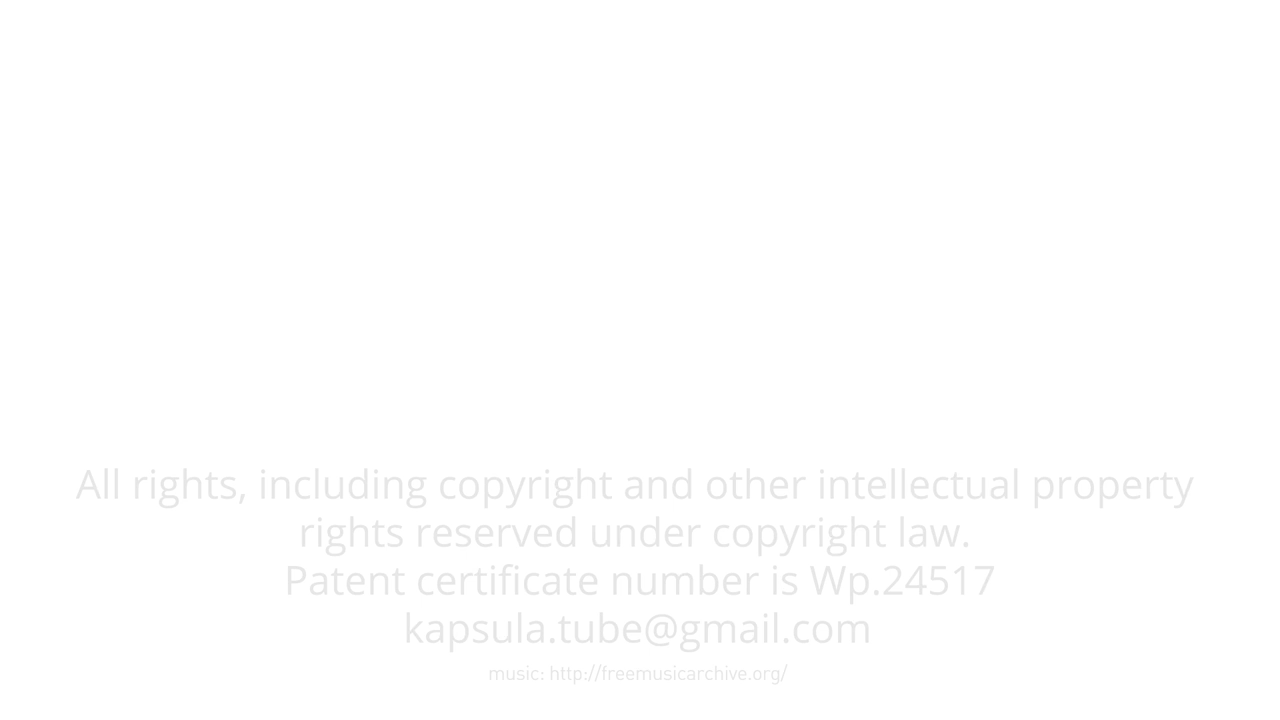 All rights, including copyright and other intellectual property
rights reserved under copyright law.
Patent certificate number is Wp.24517
kapsula.tube@gmail.com
music: http://freemusicarchive.org/